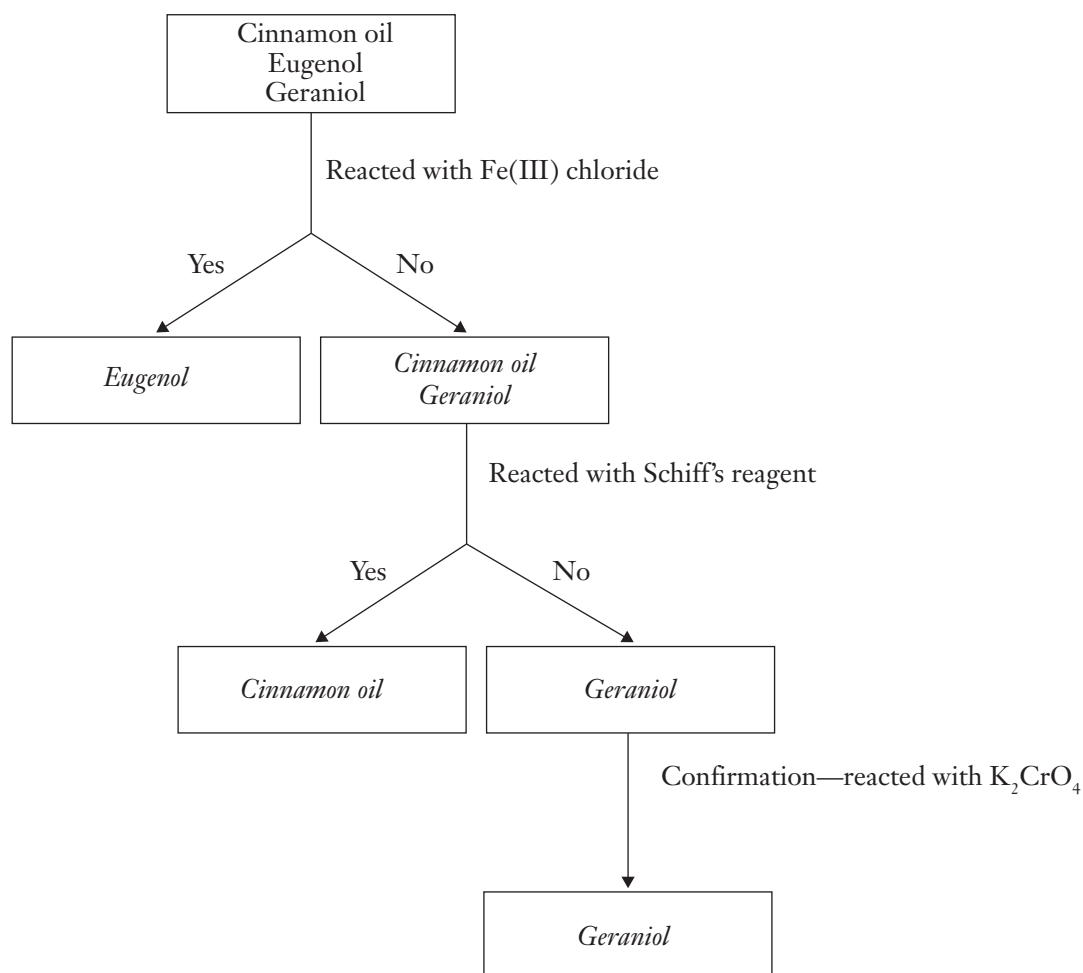 Cinnamon oil
Eugenol
Geraniol
Reacted with Fe(III) chloride
Yes
No
Eugenol
Cinnamon oil
Geraniol
Reacted with Schiff’s reagent
Yes
No
Cinnamon oil
Geraniol
Confirmation—reacted with K₂CrO₄
Geraniol